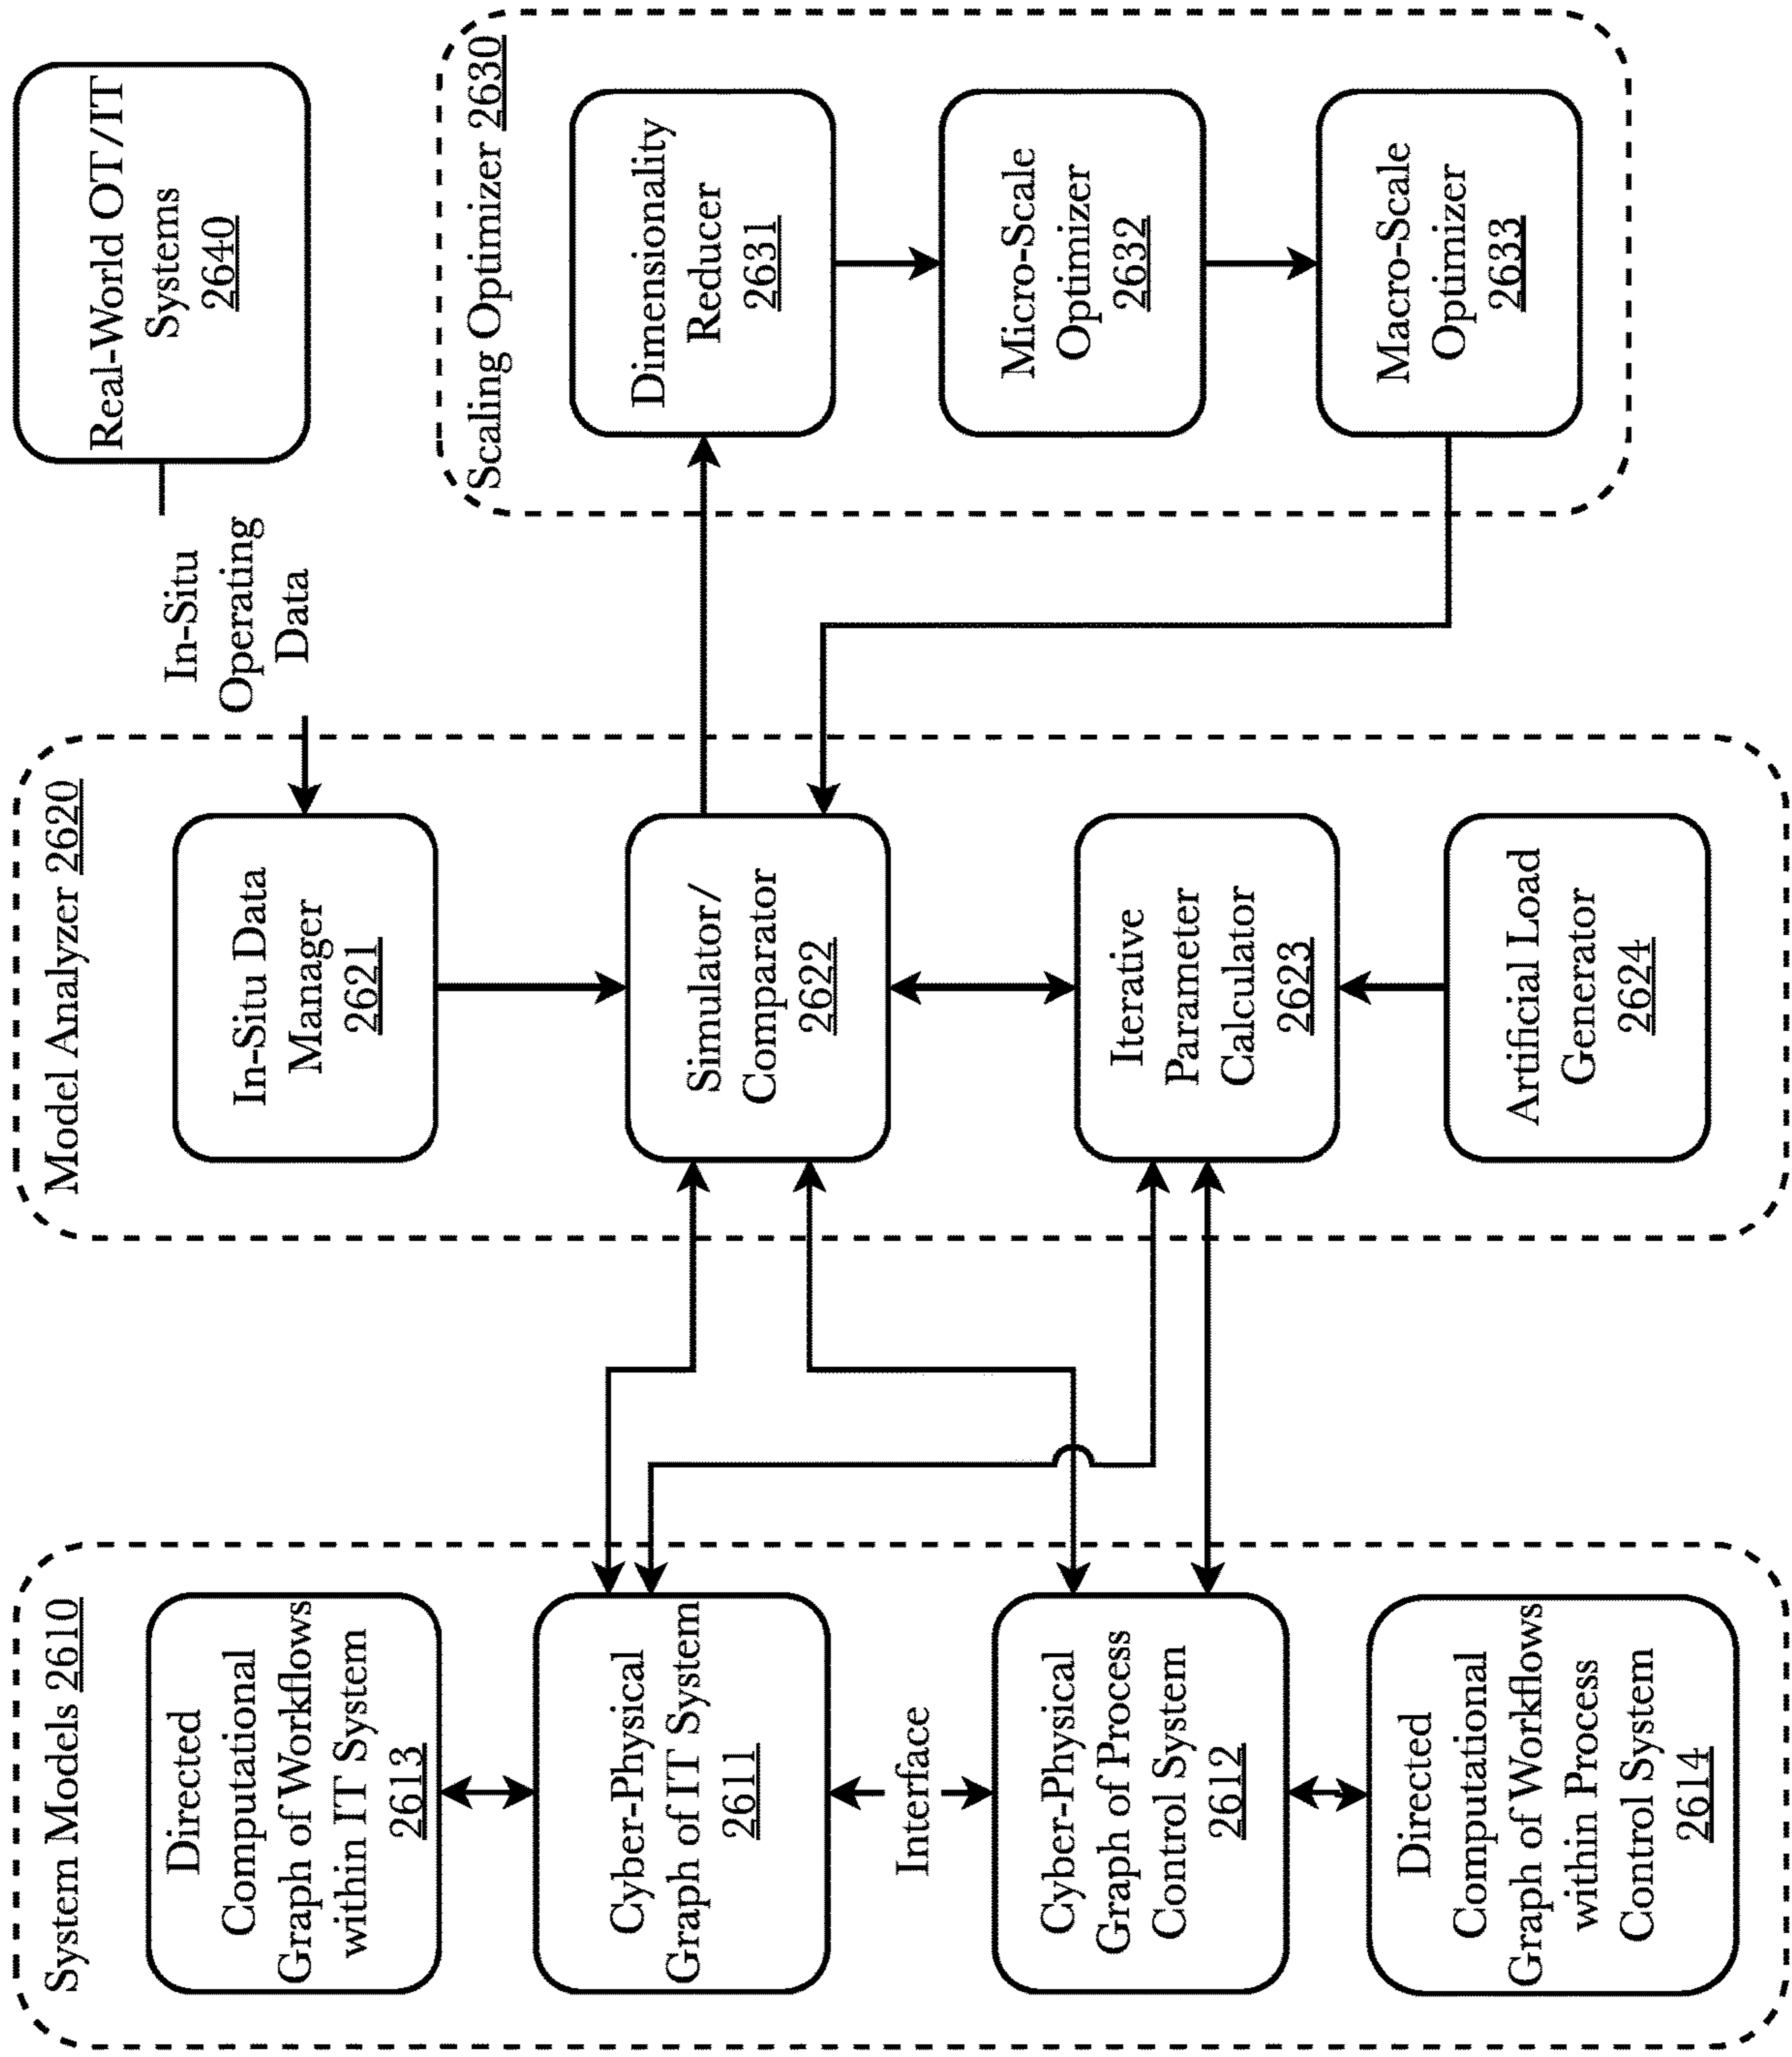 System Models 2610
Directed
Computational
Graph of Workflows
within IT System
2613
Cyber-Physical
Graph of IT System
2611
Interface
Cyber-Physical
Graph of Process
Control System
2612
Directed
Computational
Graph of Workflows
within Process
Control System
2614
Model Analyzer 2620
In-Situ Data
Manager
2621
Simulator/
Comparator
2622
Iterative
Parameter
Calculator
2623
Artificial Load
Generator
2624
In-Situ
Operating
Data
Real-World OT/IT
Systems
2640
Scaling Optimizer 2630
Dimensionality
Reducer
2631
Micro-Scale
Optimizer
2632
Macro-Scale
Optimizer
2633